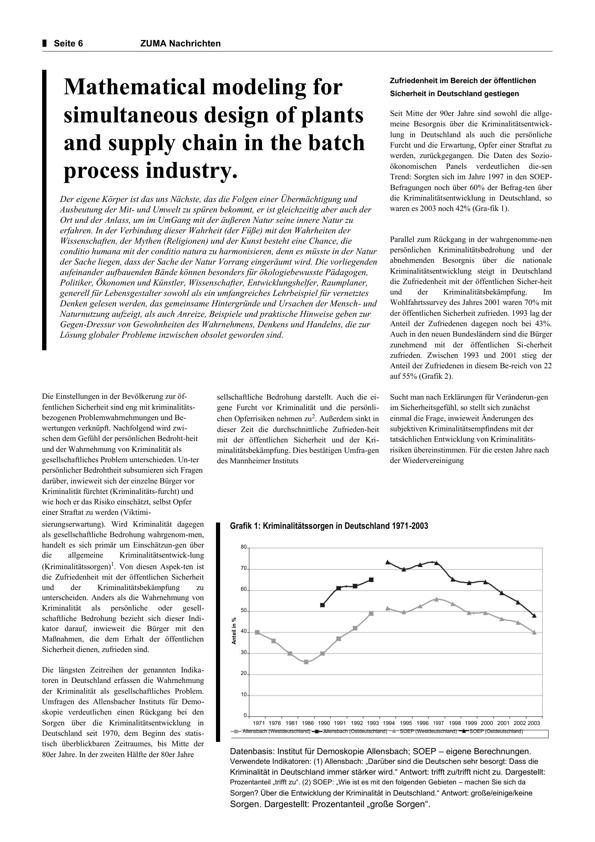 Seite 6
ZUMA Nachrichten
Mathematical modeling for
simultaneous design of plants
and supply chain in the batch
process industry.
Der eigene Körper ist das uns Nächste, das die Folgen einer Übermächtigung und
Ausbeutung der Mit- und Umwelt zu spüren bekommt, er ist gleichzeitig aber auch der
Ort und der Anlass, um im UmGang mit der äußeren Natur seine innere Natur zu
erfahren. In der Verbindung dieser Wahrheit (der Füße) mit den Wahrheiten der
Wissenschaften, der Mythen (Religionen) und der Kunst besteht eine Chance, die
conditio humana mit der conditio natura zu harmonisieren, denn es müsste in der Natur
der Sache liegen, dass der Sache der Natur Vorrang eingeräumt wird. Die vorliegenden
aufeinander aufbauenden Bände können besonders für ökologiebewusste Pädagogen,
Politiker, Ökonomen und Künstler, Wissenschafter, Entwicklungshelfer, Raumplaner,
generell für Lebensgestalter sowohl als ein umfangreiches Lehrbeispiel für vernetztes
Denken gelesen werden, das gemeinsame Hintergründe und Ursachen der Mensch- und
Naturnutzung aufzeigt, als auch Anreize, Beispiele und praktische Hinweise geben zur
Gegen-Dressur von Gewohnheiten des Wahrnehmens, Denkens und Handelns, die zur
Lösung globaler Probleme inzwischen obsolet geworden sind.
Zufriedenheit im Bereich der öffentlichen
Sicherheit in Deutschland gestiegen
Seit Mitte der 90er Jahre sind sowohl die allge-
meine Besorgnis über die Kriminalitätsentwick-
lung in Deutschland als auch die persönliche
Furcht und die Erwartung, Opfer einer Straftat zu
werden, zurückgegangen. Die Daten des Sozio-
ökonomischen Panels verdeutlichen die-sen
Trend: Sorgten sich im Jahre 1997 in den SOEP-
Befragungen noch über 60% der Befrag-ten über
die Kriminalitätsentwicklung in Deutschland, so
waren es 2003 noch 42% (Gra-fik 1).
Parallel zum Rückgang in der wahrgenomme-nen
persönlichen Kriminalitätsbedrohung und der
abnehmenden Besorgnis über die nationale
Kriminalitätsentwicklung steigt in Deutschland
die Zufriedenheit mit der öffentlichen Sicher-heit
und der Kriminalitätsbekämpfung. Im
Wohlfahrtssurvey des Jahres 2001 waren 70% mit
der öffentlichen Sicherheit zufrieden. 1993 lag der
Anteil der Zufriedenen dagegen noch bei 43%.
Auch in den neuen Bundesländern sind die Bürger
zunehmend mit der öffentlichen Si-cherheit
zufrieden. Zwischen 1993 und 2001 stieg der
Anteil der Zufriedenen in diesem Be-reich von 22
auf 55% (Grafik 2).
Die Einstellungen in der Bevölkerung zur öf-
fentlichen Sicherheit sind eng mit kriminalitäts-
bezogenen Problemwahrnehmungen und Be-
wertungen verknüpft. Nachfolgend wird zwi-
schen dem Gefühl der persönlichen Bedroht-heit
und der Wahrnehmung von Kriminalität als
gesellschaftliches Problem unterschieden. Un-ter
persönlicher Bedrohtheit subsumieren sich Fragen
darüber, inwieweit sich der einzelne Bürger vor
Kriminalität fürchtet (Kriminalitäts-furcht) und
wie hoch er das Risiko einschätzt, selbst Opfer
einer Straftat zu werden (Viktimi-
sierungserwartung). Wird Kriminalität dagegen
als gesellschaftliche Bedrohung wahrgenom-men,
handelt es sich primär um Einschätzun-gen über
die allgemeine Kriminalitätsentwick-lung
(Kriminalitätssorgen)1. Von diesen Aspek-ten ist
die Zufriedenheit mit der öffentlichen Sicherheit
und der Kriminalitätsbekämpfung zu
unterscheiden. Anders als die Wahrnehmung von
Kriminalität als persönliche oder gesell-
schaftliche Bedrohung bezieht sich dieser Indi-
kator darauf, inwieweit die Bürger mit den
Maßnahmen, die dem Erhalt der öffentlichen
Sicherheit dienen, zufrieden sind.
Die längsten Zeitreihen der genannten Indika-
toren in Deutschland erfassen die Wahrnehmung
der Kriminalität als gesellschaftliches Problem.
Umfragen des Allensbacher Instituts für Demo-
skopie verdeutlichen einen Rückgang bei den
Sorgen über die Kriminalitätsentwicklung in
Deutschland seit 1970, dem Beginn des statis-
tisch überblickbaren Zeitraumes, bis Mitte der
80er Jahre. In der zweiten Hälfte der 80er Jahre
sellschaftliche Bedrohung darstellt. Auch die ei-
gene Furcht vor Kriminalität und die persönli-
chen Opferrisiken nehmen zu2. Außerdem sinkt in
dieser Zeit die durchschnittliche Zufrieden-heit
mit der öffentlichen Sicherheit und der Kri-
minalitätsbekämpfung. Dies bestätigen Umfra-gen
des Mannheimer Instituts
Sucht man nach Erklärungen für Veränderun-gen
im Sicherheitsgefühl, so stellt sich zunächst
einmal die Frage, inwieweit Änderungen des
subjektiven Kriminalitätsempfindens mit der
tatsächlichen Entwicklung von Kriminalitäts-
risiken übereinstimmen. Für die ersten Jahre nach
der Wiedervereinigung
Grafik 1: Kriminalitätssorgen in Deutschland 1971-2003
80
70
60
50
40
30
20
10
0
Anteil in %
1971 1976 1981 1986 1990 1991 1992 1993 1994 1995 1996 1997 1998 1999 2000 2001 2002 2003
Allensbach (Westdeutschland) Allensbach (Ostdeutschland) SOEP (Westdeutschland) SOEP (Ostdeutschland)
Datenbasis: Institut für Demoskopie Allensbach; SOEP – eigene Berechnungen.
Verwendete Indikatoren: (1) Allensbach: „Darüber sind die Deutschen sehr besorgt: Dass die
Kriminalität in Deutschland immer stärker wird.“ Antwort: trifft zu/trifft nicht zu. Dargestellt:
Prozentanteil „trifft zu“. (2) SOEP: „Wie ist es mit den folgenden Gebieten – machen Sie sich da
Sorgen? Über die Entwicklung der Kriminalität in Deutschland.“ Antwort: große/einige/keine
Sorgen. Dargestellt: Prozentanteil „große Sorgen“.